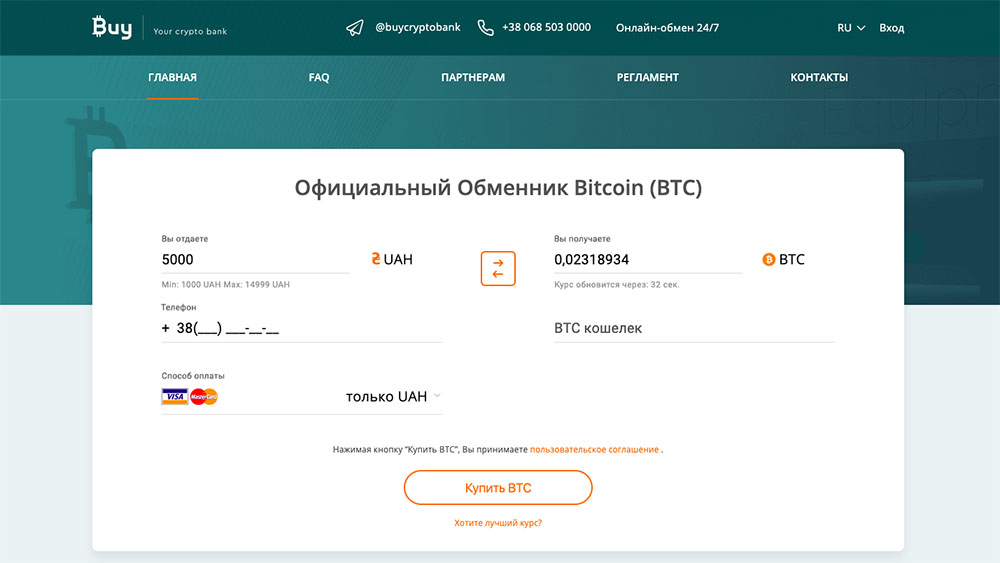 Buy
Your crypto bank
@buycryptobank
+38 068 503 0000
Онлайн-обмен 24/7
RU
Вход
ГЛАВНАЯ
FAQ
ПАРТНЕРАМ
РЕГЛАМЕНТ
КОНТАКТЫ
Официальный Обменник Bitcoin (BTC)
Вы отдаете
5000
₴ UAH
Min: 1000 UAH Max: 14999 UAH
Вы получаете
0,02318934
BTC
Курс обновится через: 32 сек.
Телефон
+ 38(___) ___-__-__
BTC кошелек
Способ оплаты
VISA MasterCard
только UAH
Нажимая кнопку "Купить BTC", Вы принимаете пользовательское соглашение .
Купить BTC
Хотите лучший курс?